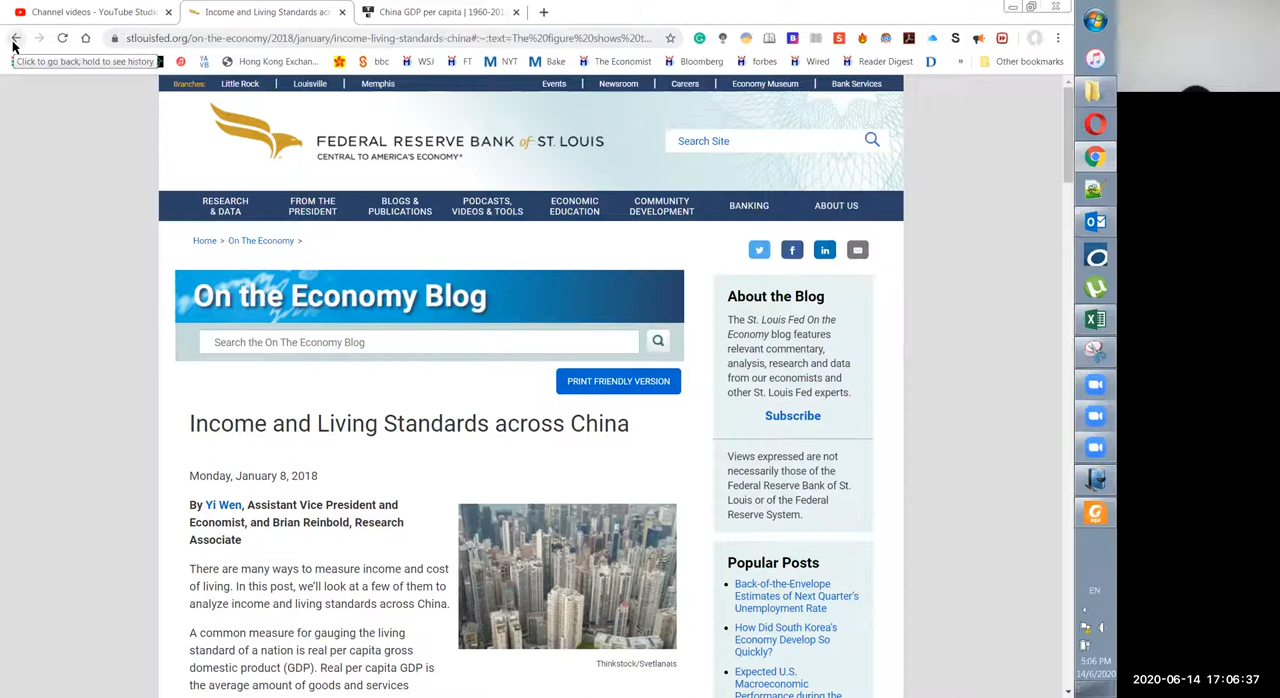 Channel videos - YouTube Studi
Income and Living Standards acr
China GDP per capita | 1960-201
stlouisfed.org/on-the-economy/2018/january/income-living-standards-china#:~:text=The%20figure%20shows%20t...
Click to go back, hold to see history
YA
VB
Hong Kong Exchan...
bbc
WSJ
FT
NYT
Bake
The Economist
Bloomberg
forbes
Wired
Reader Digest
»
Other bookmarks
Branches: Little Rock | Louisville | Memphis
Events | Newsroom | Careers | Economy Museum | Bank Services
FEDERAL RESERVE BANK of ST. LOUIS
CENTRAL TO AMERICA'S ECONOMY®
Search Site
RESEARCH
& DATA
FROM THE
PRESIDENT
BLOGS &
PUBLICATIONS
PODCASTS,
VIDEOS & TOOLS
ECONOMIC
EDUCATION
COMMUNITY
DEVELOPMENT
BANKING
ABOUT US
Home > On The Economy >
On the Economy Blog
Search the On The Economy Blog
PRINT FRIENDLY VERSION
Income and Living Standards across China
Monday, January 8, 2018
By Yi Wen, Assistant Vice President and
Economist, and Brian Reinbold, Research
Associate
There are many ways to measure income and cost
of living. In this post, we'll look at a few of them to
analyze income and living standards across China.
A common measure for gauging the living
standard of a nation is real per capita gross
domestic product (GDP). Real per capita GDP is
the average amount of goods and services
Thinkstock/Svetlanais
About the Blog
The St. Louis Fed On the
Economy blog features
relevant commentary,
analysis, research and data
from our economists and
other St. Louis Fed experts.
Subscribe
Views expressed are not
necessarily those of the
Federal Reserve Bank of St.
Louis or of the Federal
Reserve System.
Popular Posts
Back-of-the-Envelope
Estimates of Next Quarter's
Unemployment Rate
How Did South Korea's
Economy Develop So
Quickly?
Expected U.S.
Macroeconomic
Performance during the
EN
5:06 PM
14/6/2020
2020-06-14 17:06:37